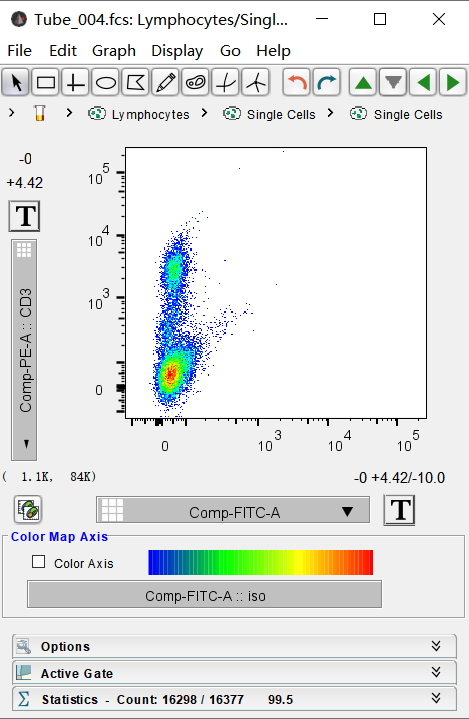 Tube_004.fcs: Lymphocytes/Singl...
File Edit Graph Display Go Help
Lymphocytes Single Cells Single Cells
-0
+4.42
T
Comp-PE-A :: CD3
10^5
10^4
10^3
0
0 10^3 10^4 10^5
( 1.1K, 84K)
-0 +4.42/-10.0
Comp-FITC-A
T
Color Map Axis
Color Axis
Comp-FITC-A :: iso
Options
Active Gate
Σ Statistics - Count: 16298 / 16377 99.5